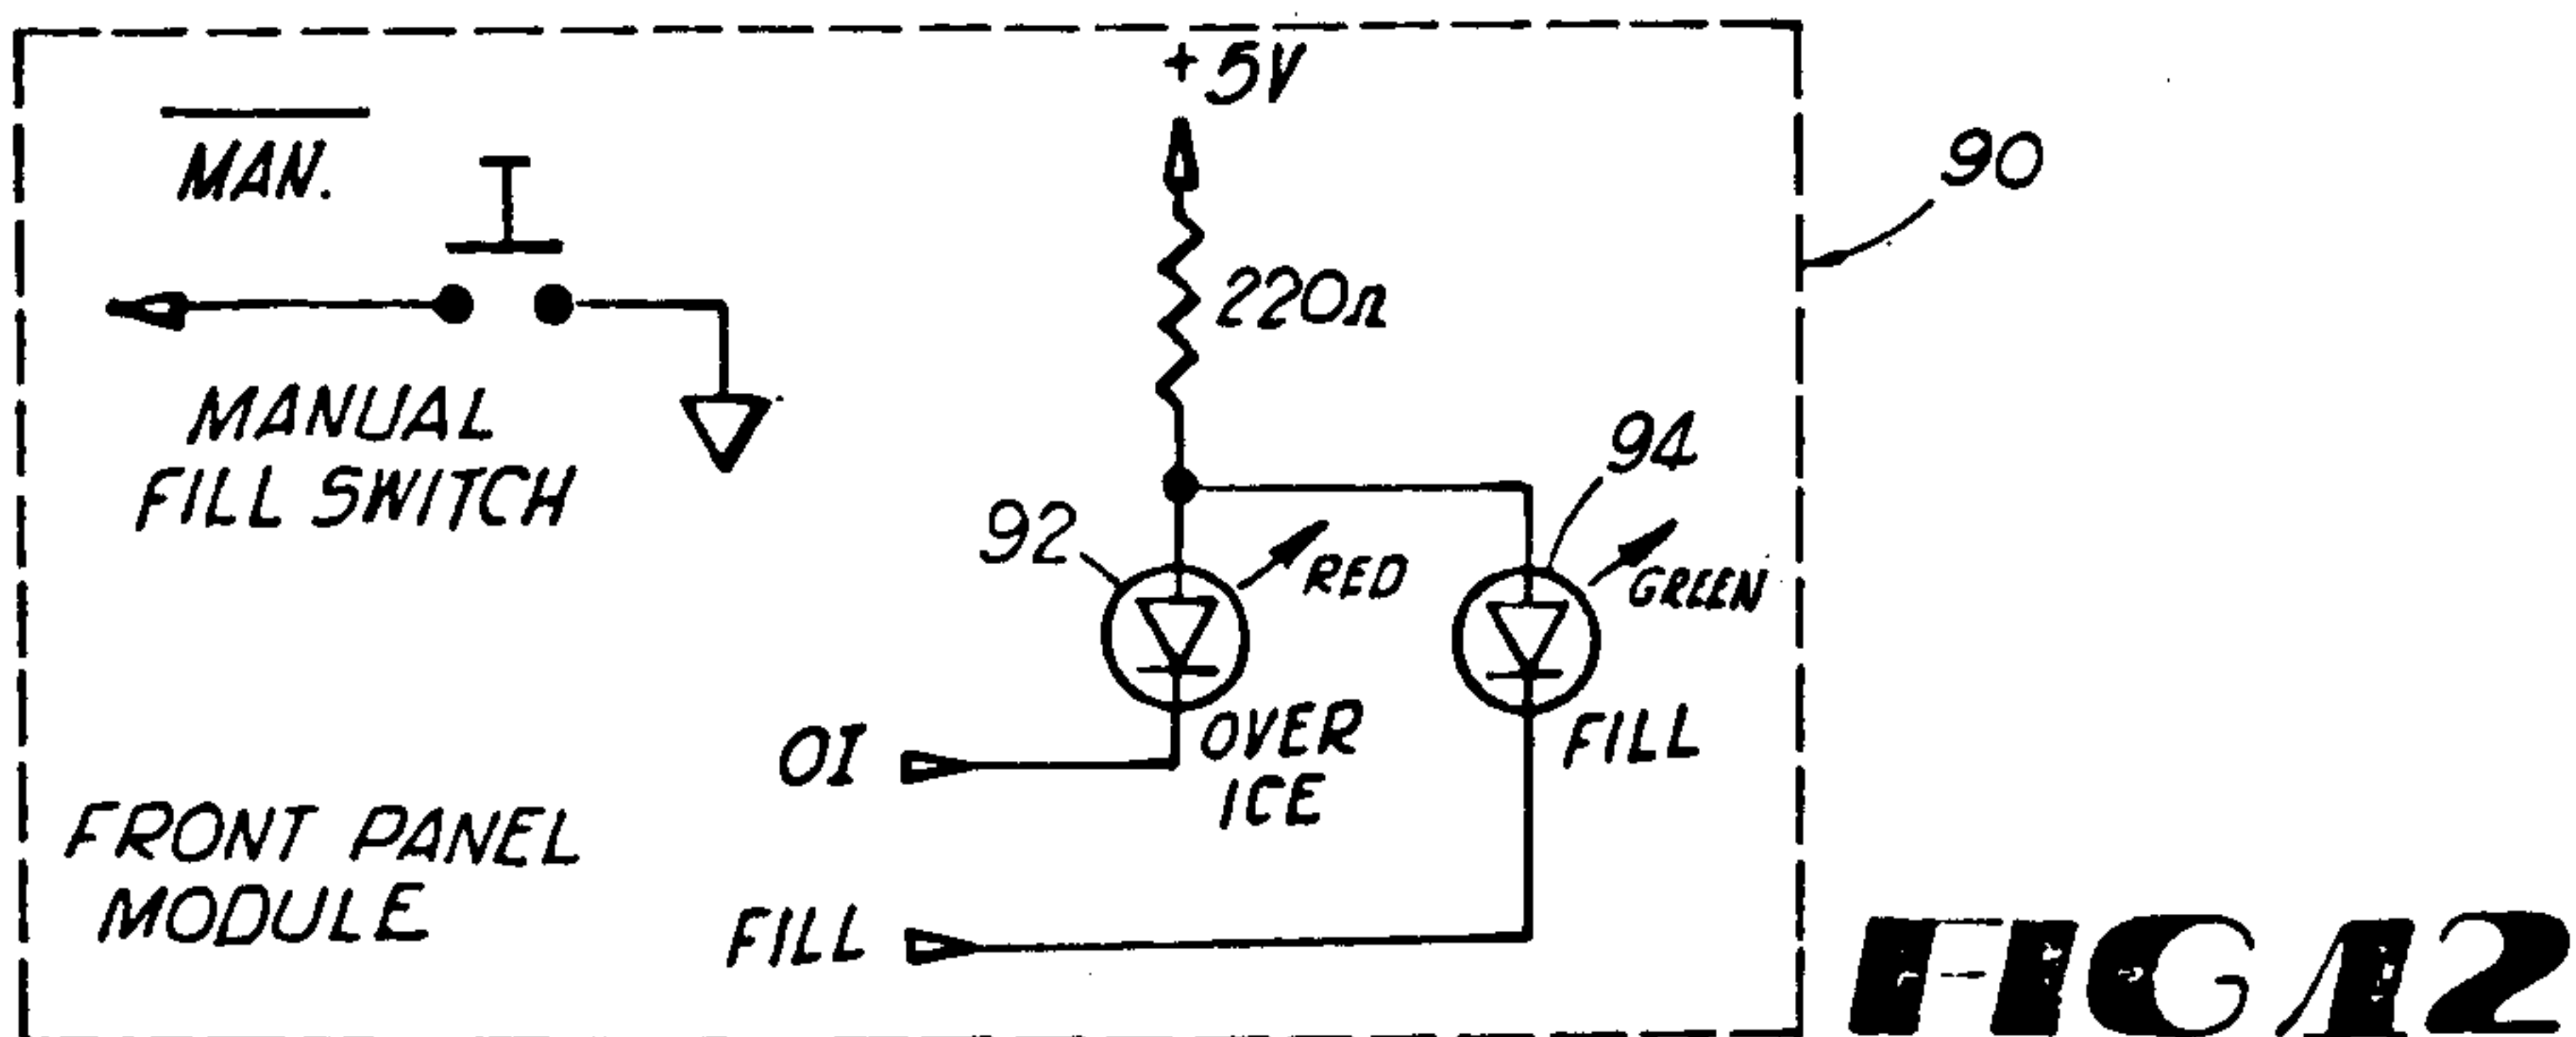 +5V
MAN.
90
220Ω
MANUAL
FILL SWITCH
94
92
RED
GREEN
OI
OVER
ICE
FILL
FRONT PANEL
MODULE
FILL
FIG 12